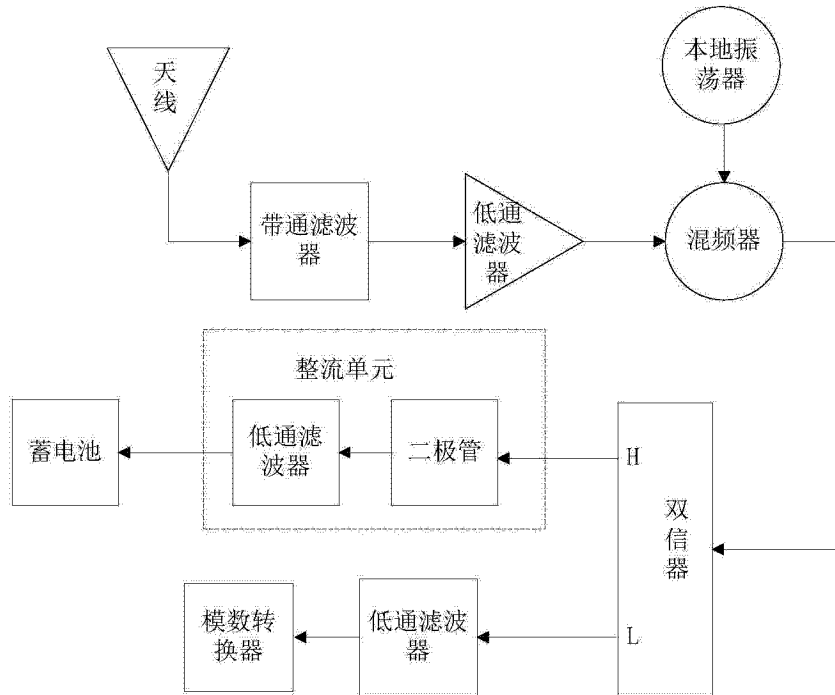 天
线
本地振
荡器
带通滤波
器
低通
滤波
器
混频器
整流单元
蓄电池
低通滤
波器
二极管
H
双
信
器
L
模数转
换器
低通滤波
器